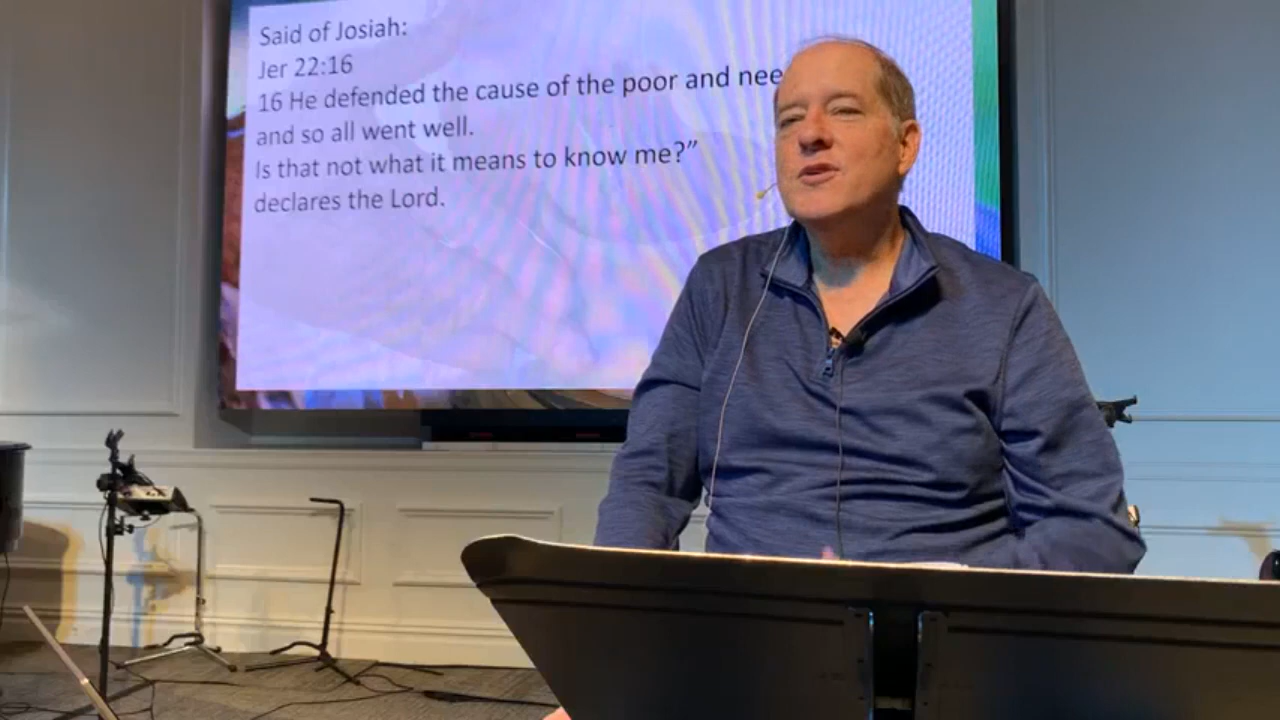 Said of Josiah:
Jer 22:16
16 He defended the cause of the poor and
and so all went well.
Is that not what it means to know me?”
declares the Lord.